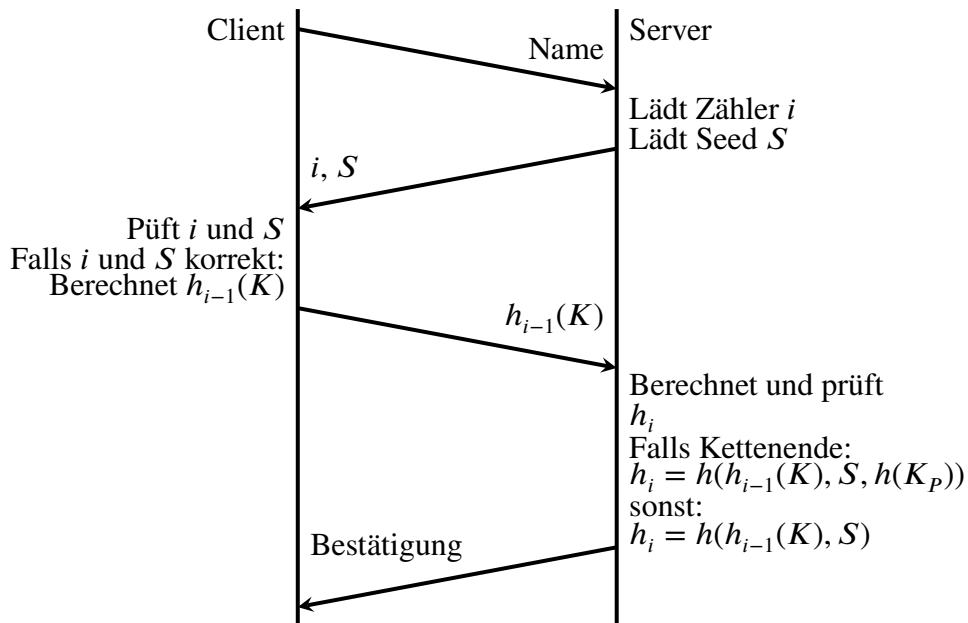 Client
Server
Name
Lädt Zähler i
Lädt Seed S
i, S
Püft i und S
Falls i und S korrekt:
Berechnet h_{i−1}(K)
h_{i−1}(K)
Berechnet und prüft
h_i
Falls Kettenende:
h_i = h(h_{i−1}(K), S, h(K_P))
sonst:
h_i = h(h_{i−1}(K), S)
Bestätigung